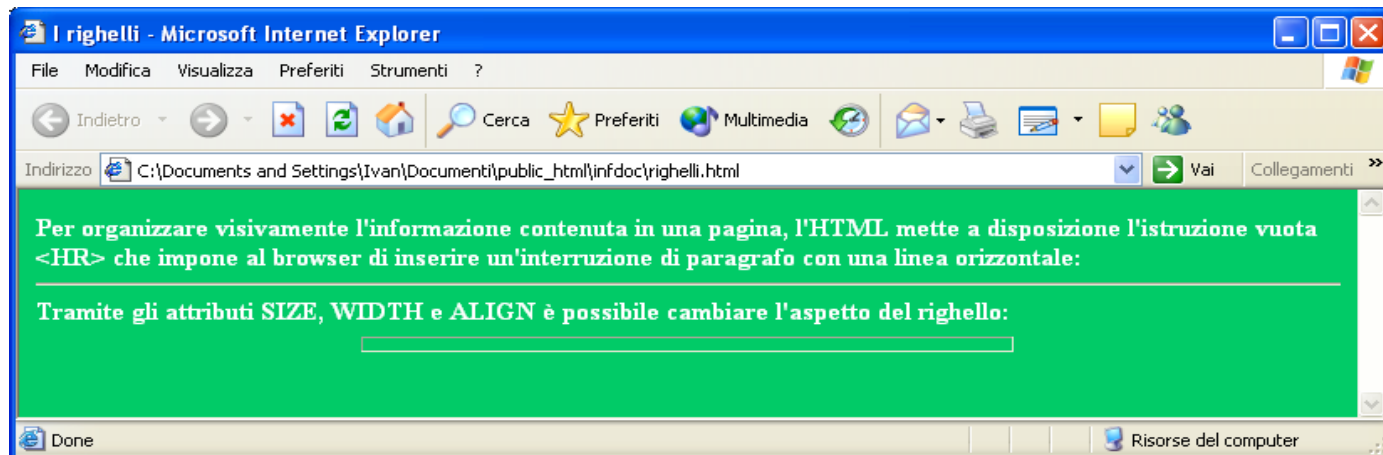 I righelli - Microsoft Internet Explorer
File Modifica Visualizza Preferiti Strumenti ?
Indietro Cerca Preferiti Multimedia
Indirizzo C:\Documents and Settings\Ivan\Documenti\public_html\infdoc\righelli.html Vai Collegamenti »
Per organizzare visivamente l'informazione contenuta in una pagina, l'HTML mette a disposizione l'istruzione vuota
<HR> che impone al browser di inserire un'interruzione di paragrafo con una linea orizzontale:
Tramite gli attributi SIZE, WIDTH e ALIGN è possibile cambiare l'aspetto del righello:
Done Risorse del computer